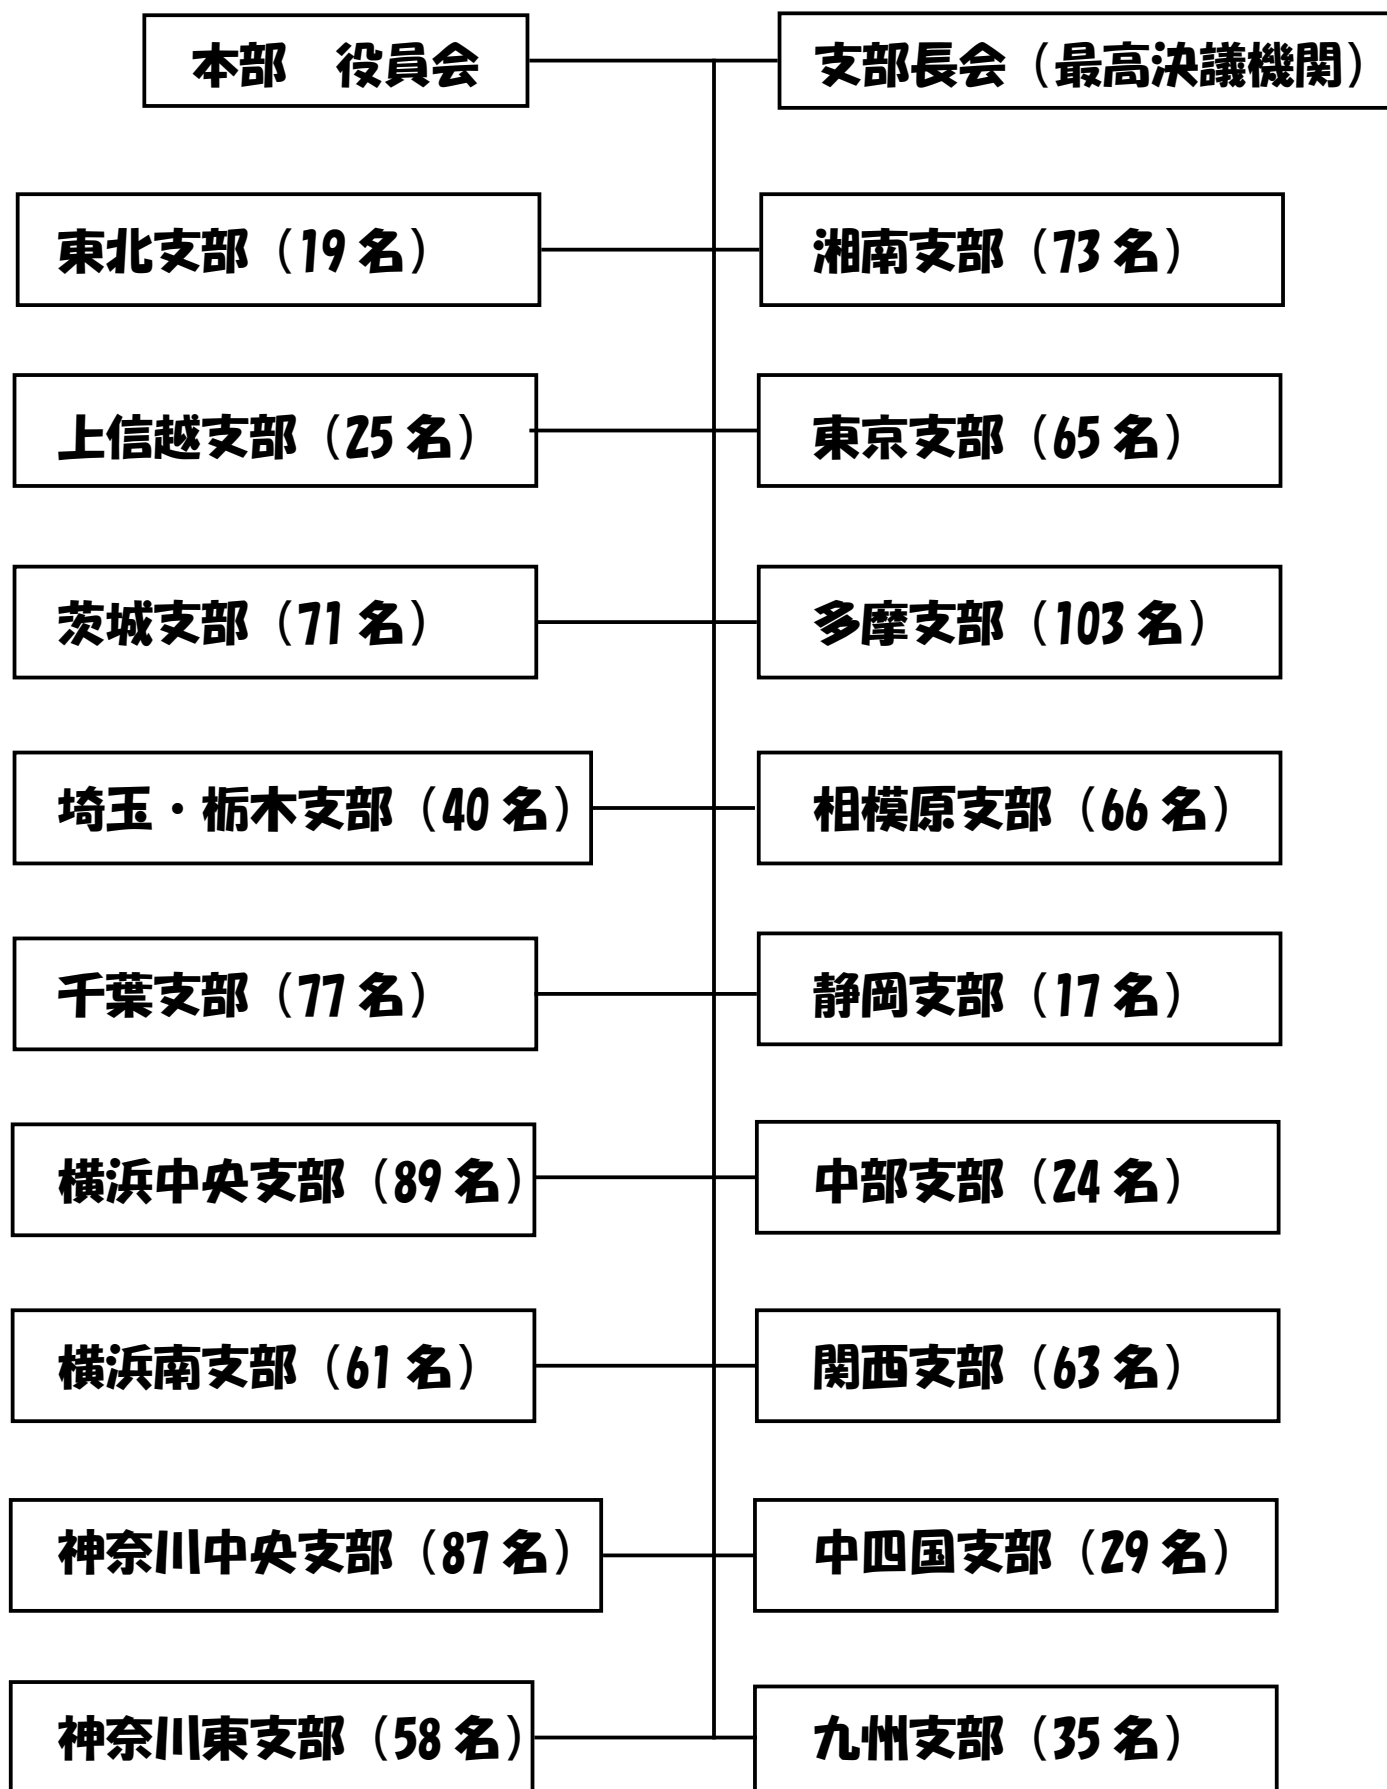 本部　役員会
支部長会（最高決議機関）
東北支部（19名）
湘南支部（73名）
上信越支部（25名）
東京支部（65名）
茨城支部（71名）
多摩支部（103名）
埼玉・栃木支部（40名）
相模原支部（66名）
千葉支部（77名）
静岡支部（17名）
横浜中央支部（89名）
中部支部（24名）
横浜南支部（61名）
関西支部（63名）
神奈川中央支部（87名）
中四国支部（29名）
神奈川東支部（58名）
九州支部（35名）